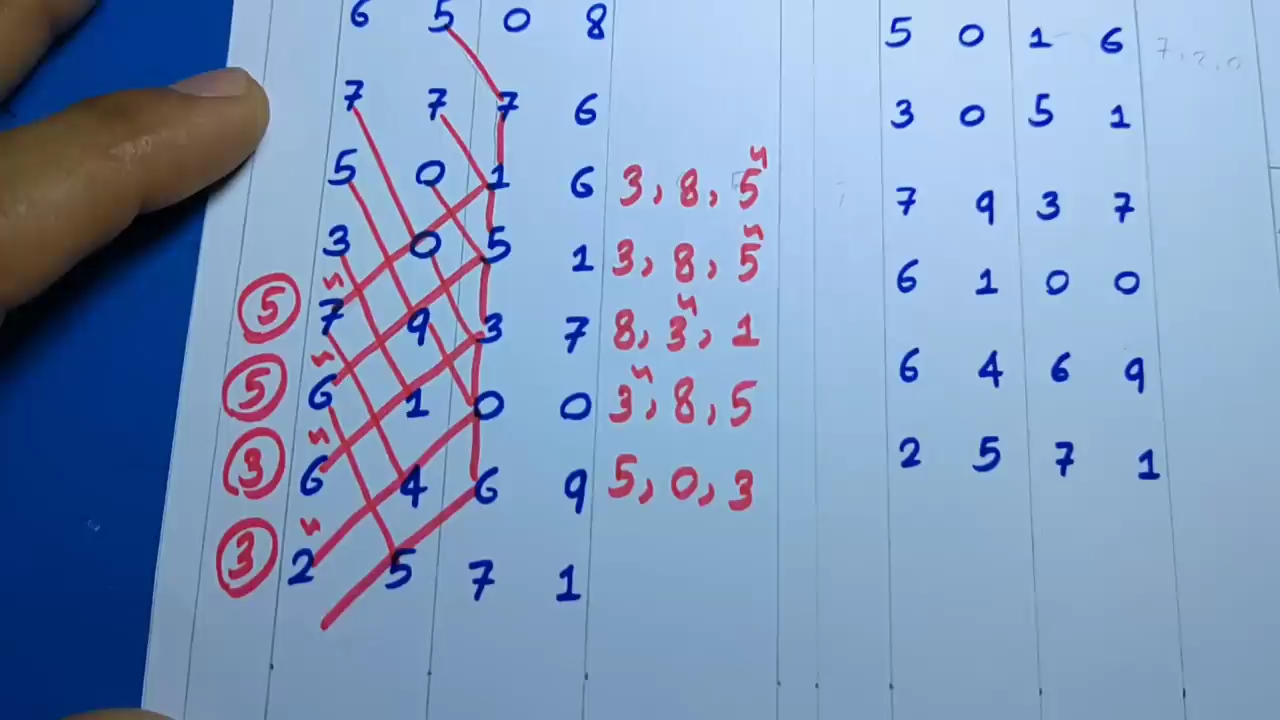 6 5 0 8
7 7 7 6
5 0 1 6 3, 8, 5
3 0 5 1 3, 8, 5
5 7 9 3 7 8, 3, 1
5 6 1 0 0 3, 8, 5
3 6 4 6 9 5, 0, 3
3 2 5 7 1
5 0 1 6
3 0 5 1
7 9 3 7
6 1 0 0
6 4 6 9
2 5 7 1